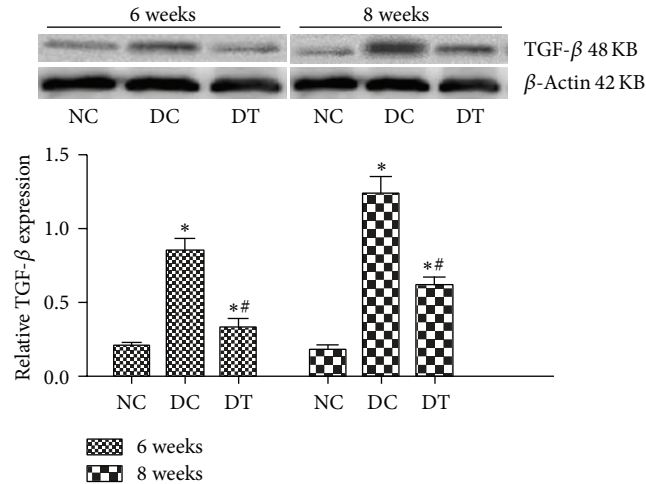 6 weeks 8 weeks
TGF-β 48 KB
β-Actin 42 KB
NC DC DT NC DC DT
Relative TGF-β expression
1.5
1.0
0.5
0.0
*
*#
*
*#
NC DC DT NC DC DT
6 weeks
8 weeks